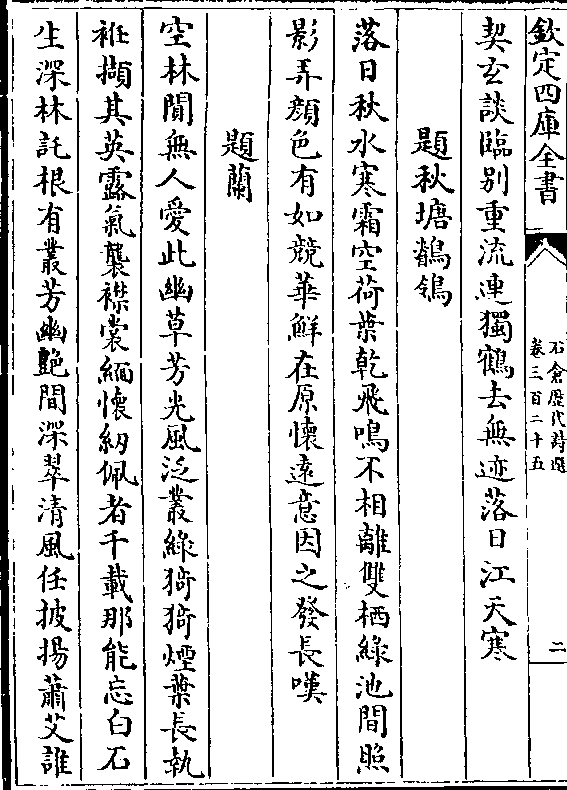 欽定四庫全書
石倉歷代詩選
卷三百二十五
二
契玄談臨别重流連獨鶴去無迹落日江天寒
題秋塘鶺鴒
落日秋水寒霜空荷葉乾飛鳴不相離雙栖綠池間照
影弄顔色有如競華鮮在原懷遠意因之發長嘆
題蘭
空林閴無人愛此幽草芳光風泛叢綠猗猗煙葉長執
袵擷其英露氣襲襟裳緬懷紉佩者千載那能忘白石
生深林託根有叢芳幽艶間深翠清風任披揚蕭艾誰